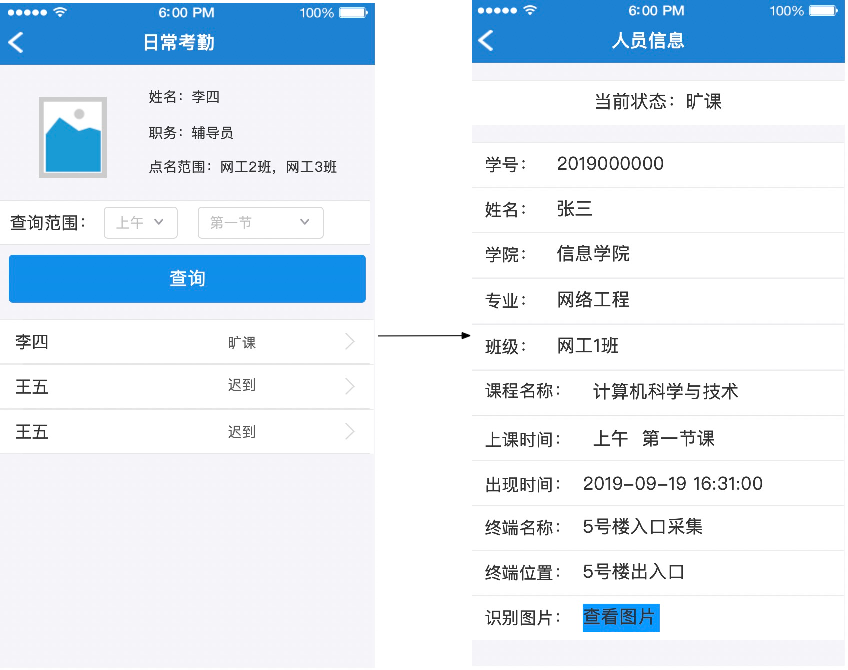 6:00 PM 100%
日常考勤
姓名：李四
职务：辅导员
点名范围：网工2班，网工3班
查询范围： 上午 第一节
查询
李四 旷课
王五 迟到
王五 迟到
6:00 PM 100%
人员信息
当前状态：旷课
学号： 2019000000
姓名： 张三
学院： 信息学院
专业： 网络工程
班级： 网工1班
课程名称： 计算机科学与技术
上课时间： 上午 第一节课
出现时间： 2019-09-19 16:31:00
终端名称： 5号楼入口采集
终端位置： 5号楼出入口
识别图片： 查看图片